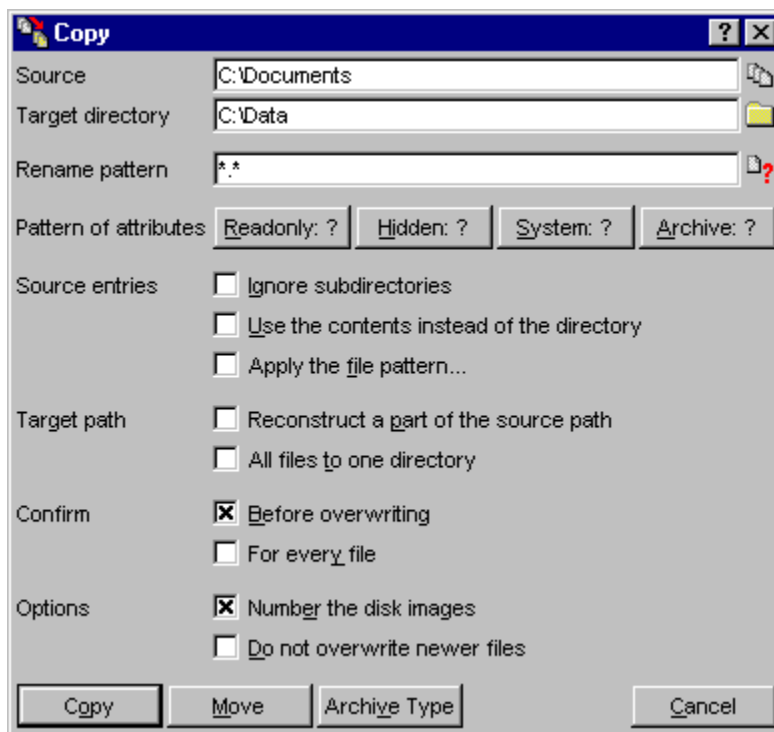 Copy
Source C:\Documents
Target directory C:\Data
Rename pattern *.*
Pattern of attributes Readonly: ? Hidden: ? System: ? Archive: ?
Source entries Ignore subdirectories
Use the contents instead of the directory
Apply the file pattern...
Target path Reconstruct a part of the source path
All files to one directory
Confirm Before overwriting
For every file
Options Number the disk images
Do not overwrite newer files
Copy Move Archive Type Cancel